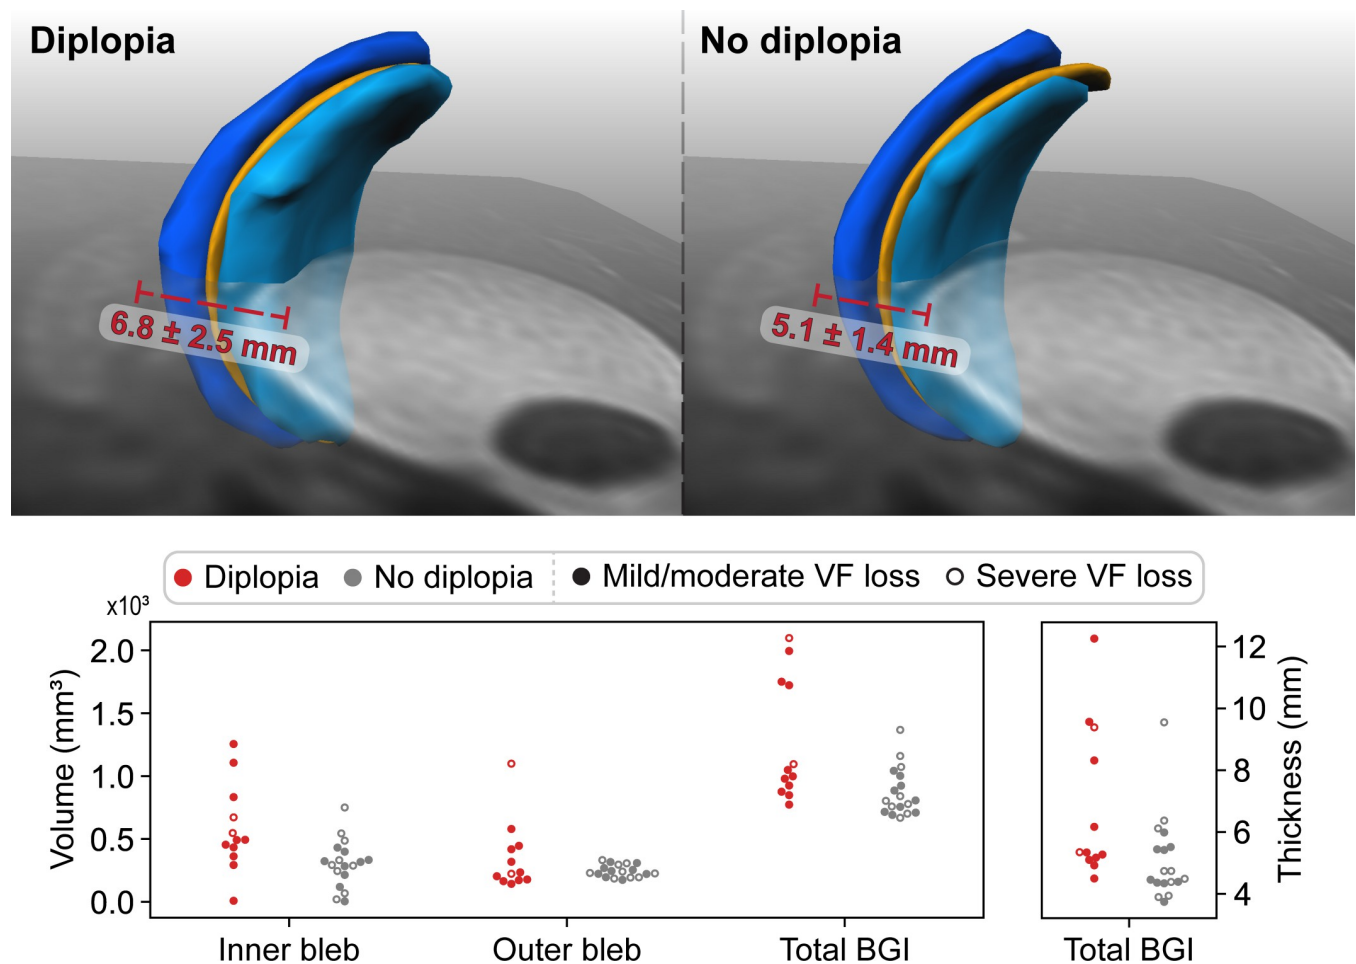 Diplopia
No diplopia
6.8 ± 2.5 mm
5.1 ± 1.4 mm
Diplopia No diplopia Mild/moderate VF loss Severe VF loss
x10³
Volume (mm³)
2.0
1.5
1.0
0.5
0.0
Inner bleb
Outer bleb
Total BGI
12
10
8
6
4
Thickness (mm)
Total BGI